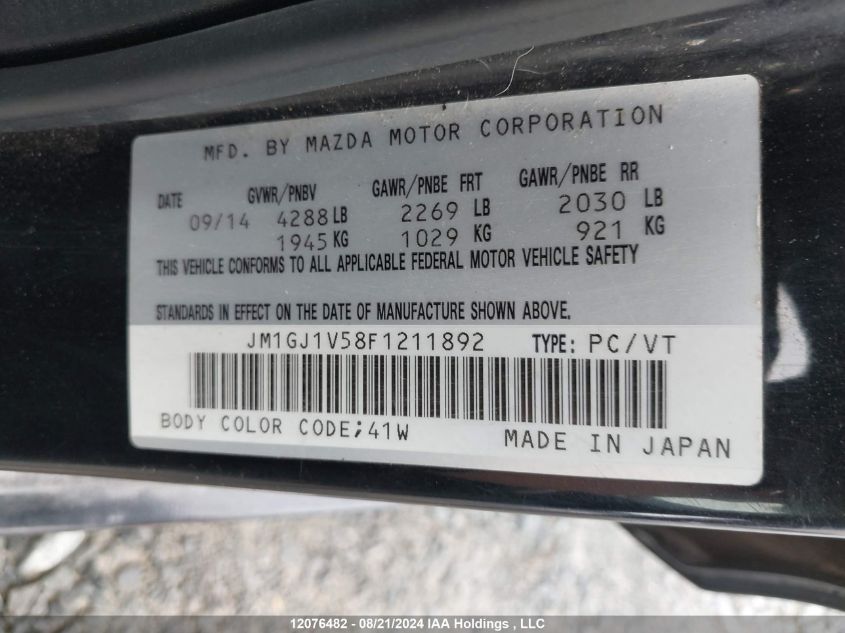 MFD. BY MAZDA MOTOR CORPORATION
DATE GVWR/PNBV GAWR/PNBE FRT GAWR/PNBE RR
09/14 4288 LB 2269 LB 2030 LB
1945 KG 1029 KG 921 KG
THIS VEHICLE CONFORMS TO ALL APPLICABLE FEDERAL MOTOR VEHICLE SAFETY
STANDARDS IN EFFECT ON THE DATE OF MANUFACTURE SHOWN ABOVE.
JM1GJ1V58F1211892 TYPE: PC/VT
BODY COLOR CODE;41W MADE IN JAPAN
12076482 - 08/21/2024 IAA Holdings , LLC